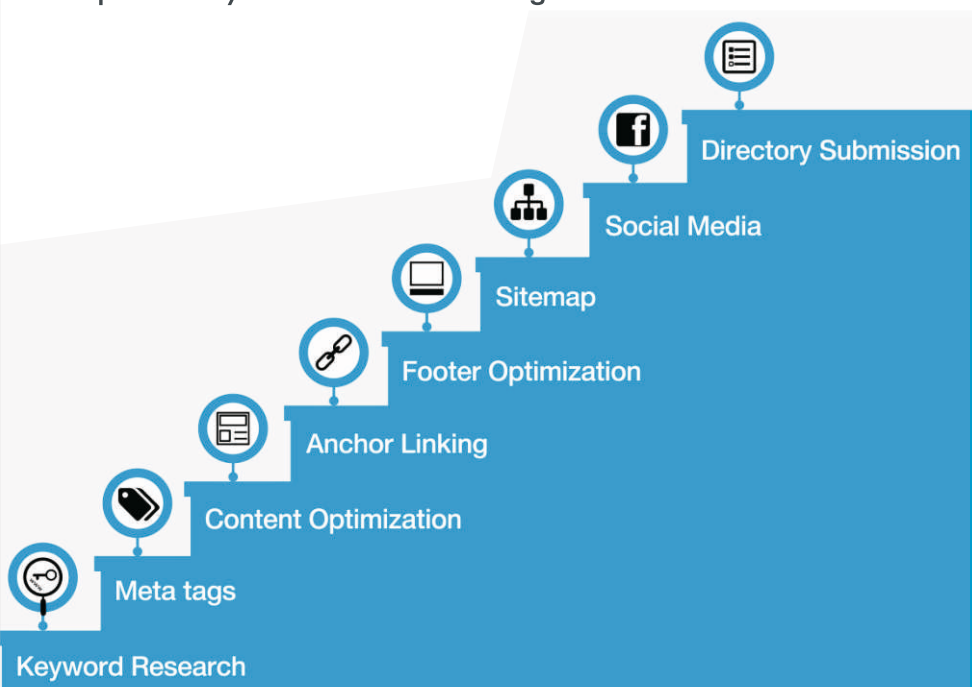 Directory Submission
Social Media
Sitemap
Footer Optimization
Anchor Linking
Content Optimization
Meta tags
Keyword Research